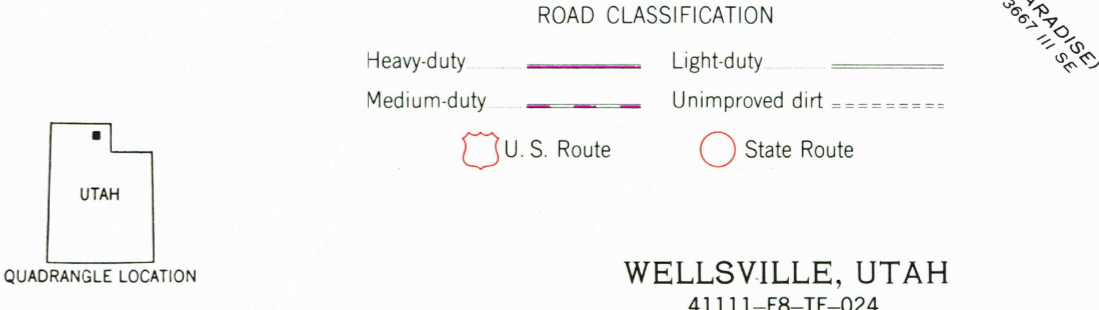 ROAD CLASSIFICATION
Heavy-duty
Light-duty
Medium-duty
Unimproved dirt
U. S. Route
State Route
UTAH
QUADRANGLE LOCATION
WELLSVILLE, UTAH
41111–F8–TF–024
ARADISE)
3667 III SE